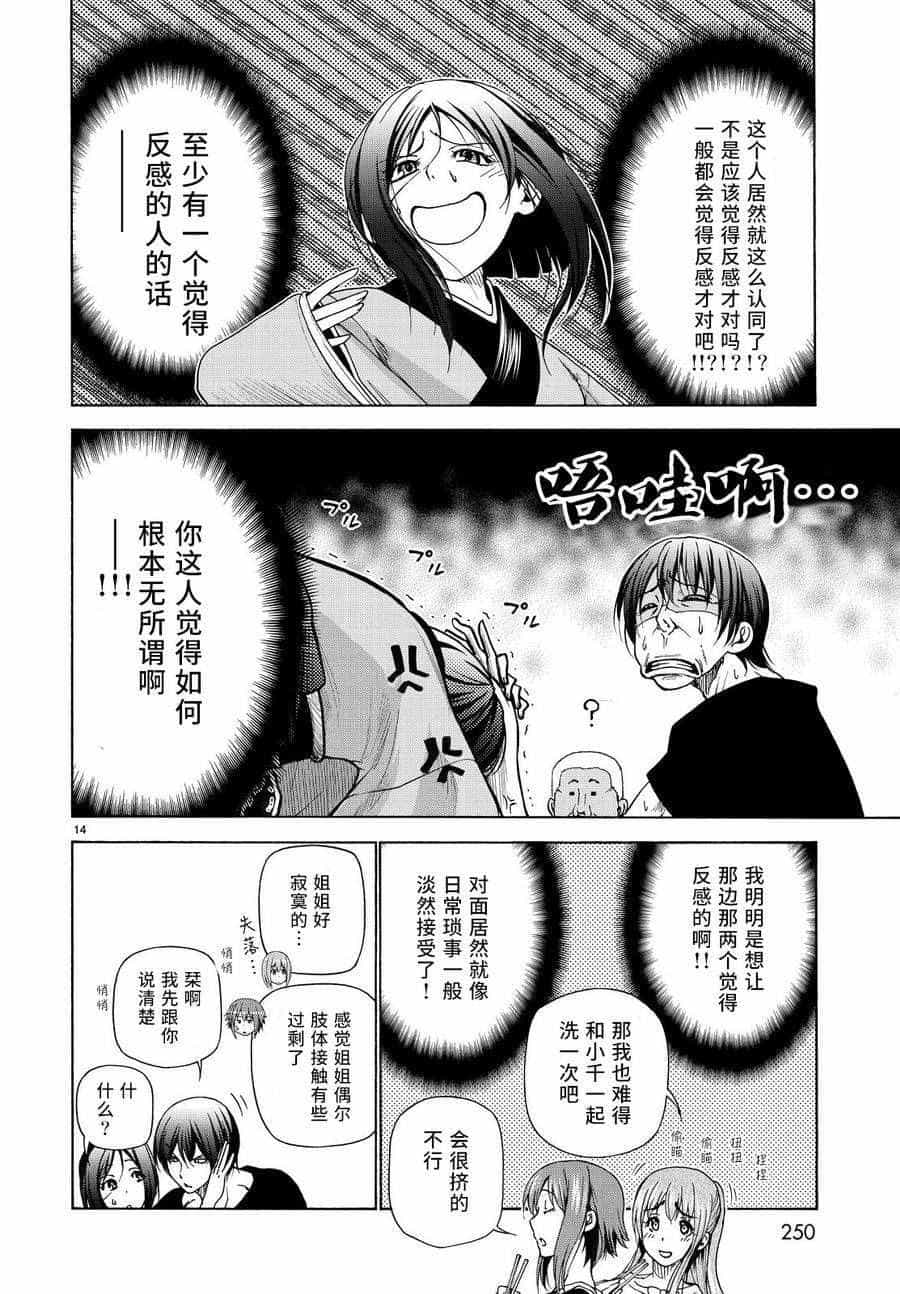 这个人居然就这么认同了
不是应该觉得反感才对吗!?!?
一般都会觉得反感才对吧!!?!
至少有一个觉得
反感的人的话
——
唔哇啊…
プル
プル
プル
你这人觉得如何
根本无所谓啊
——!!!
?
14
我明明是想让
那边那两个觉得
反感的啊!!
对面居然就像
日常琐事一般
淡然接受了!
那我也难得
和小千一起
洗一次吧
偷瞄
偷瞄
扭扭
捏捏
会很挤的
不行
姐姐好
寂寞的…
失落…
悄悄
悄悄
感觉姐姐偶尔
肢体接触有些
过剩了
栞啊
我先跟你
说清楚
什
什么?
250